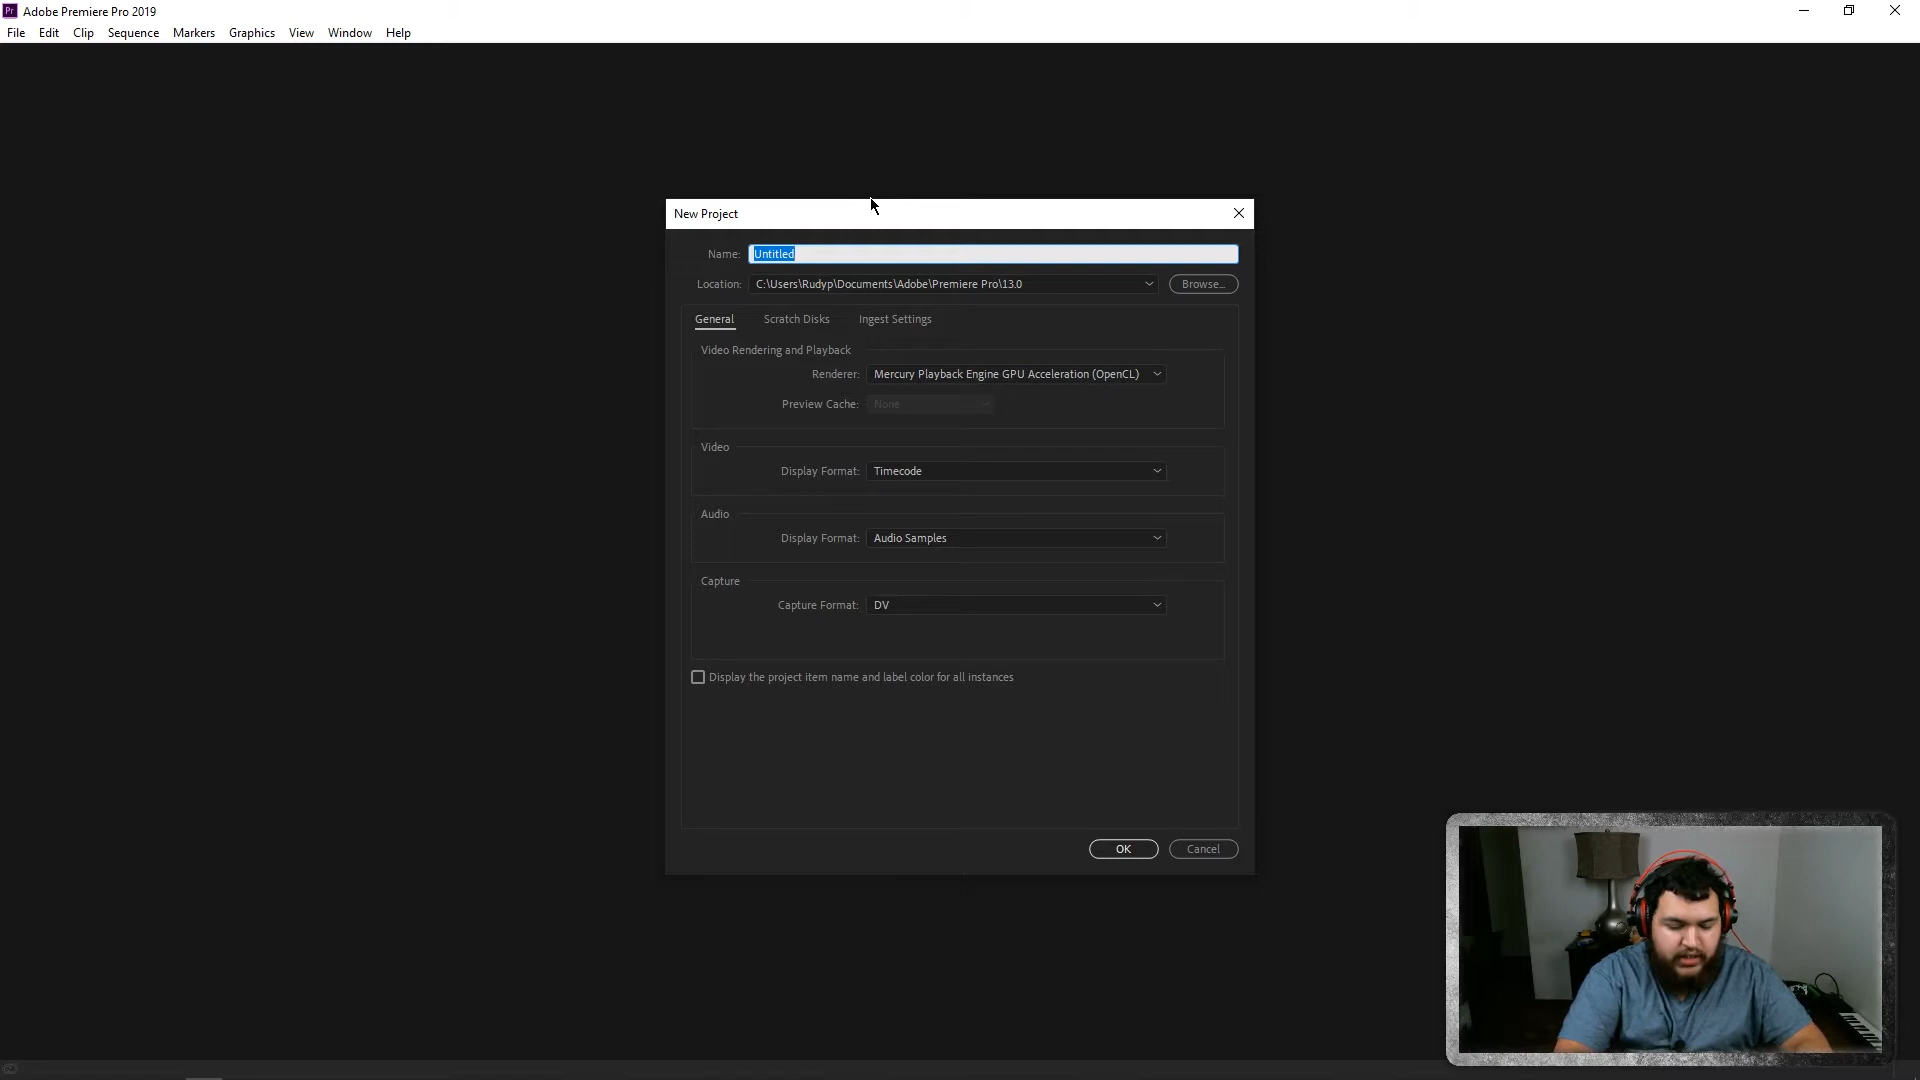 Pr Adobe Premiere Pro 2019
File Edit Clip Sequence Markers Graphics View Window Help
New Project
Name: Untitled
Location: C:\Users\Rudyp\Documents\Adobe\Premiere Pro\13.0 Browse...
General Scratch Disks Ingest Settings
Video Rendering and Playback
Renderer: Mercury Playback Engine GPU Acceleration (OpenCL)
Preview Cache: None
Video
Display Format: Timecode
Audio
Display Format: Audio Samples
Capture
Capture Format: DV
Display the project item name and label color for all instances
OK Cancel